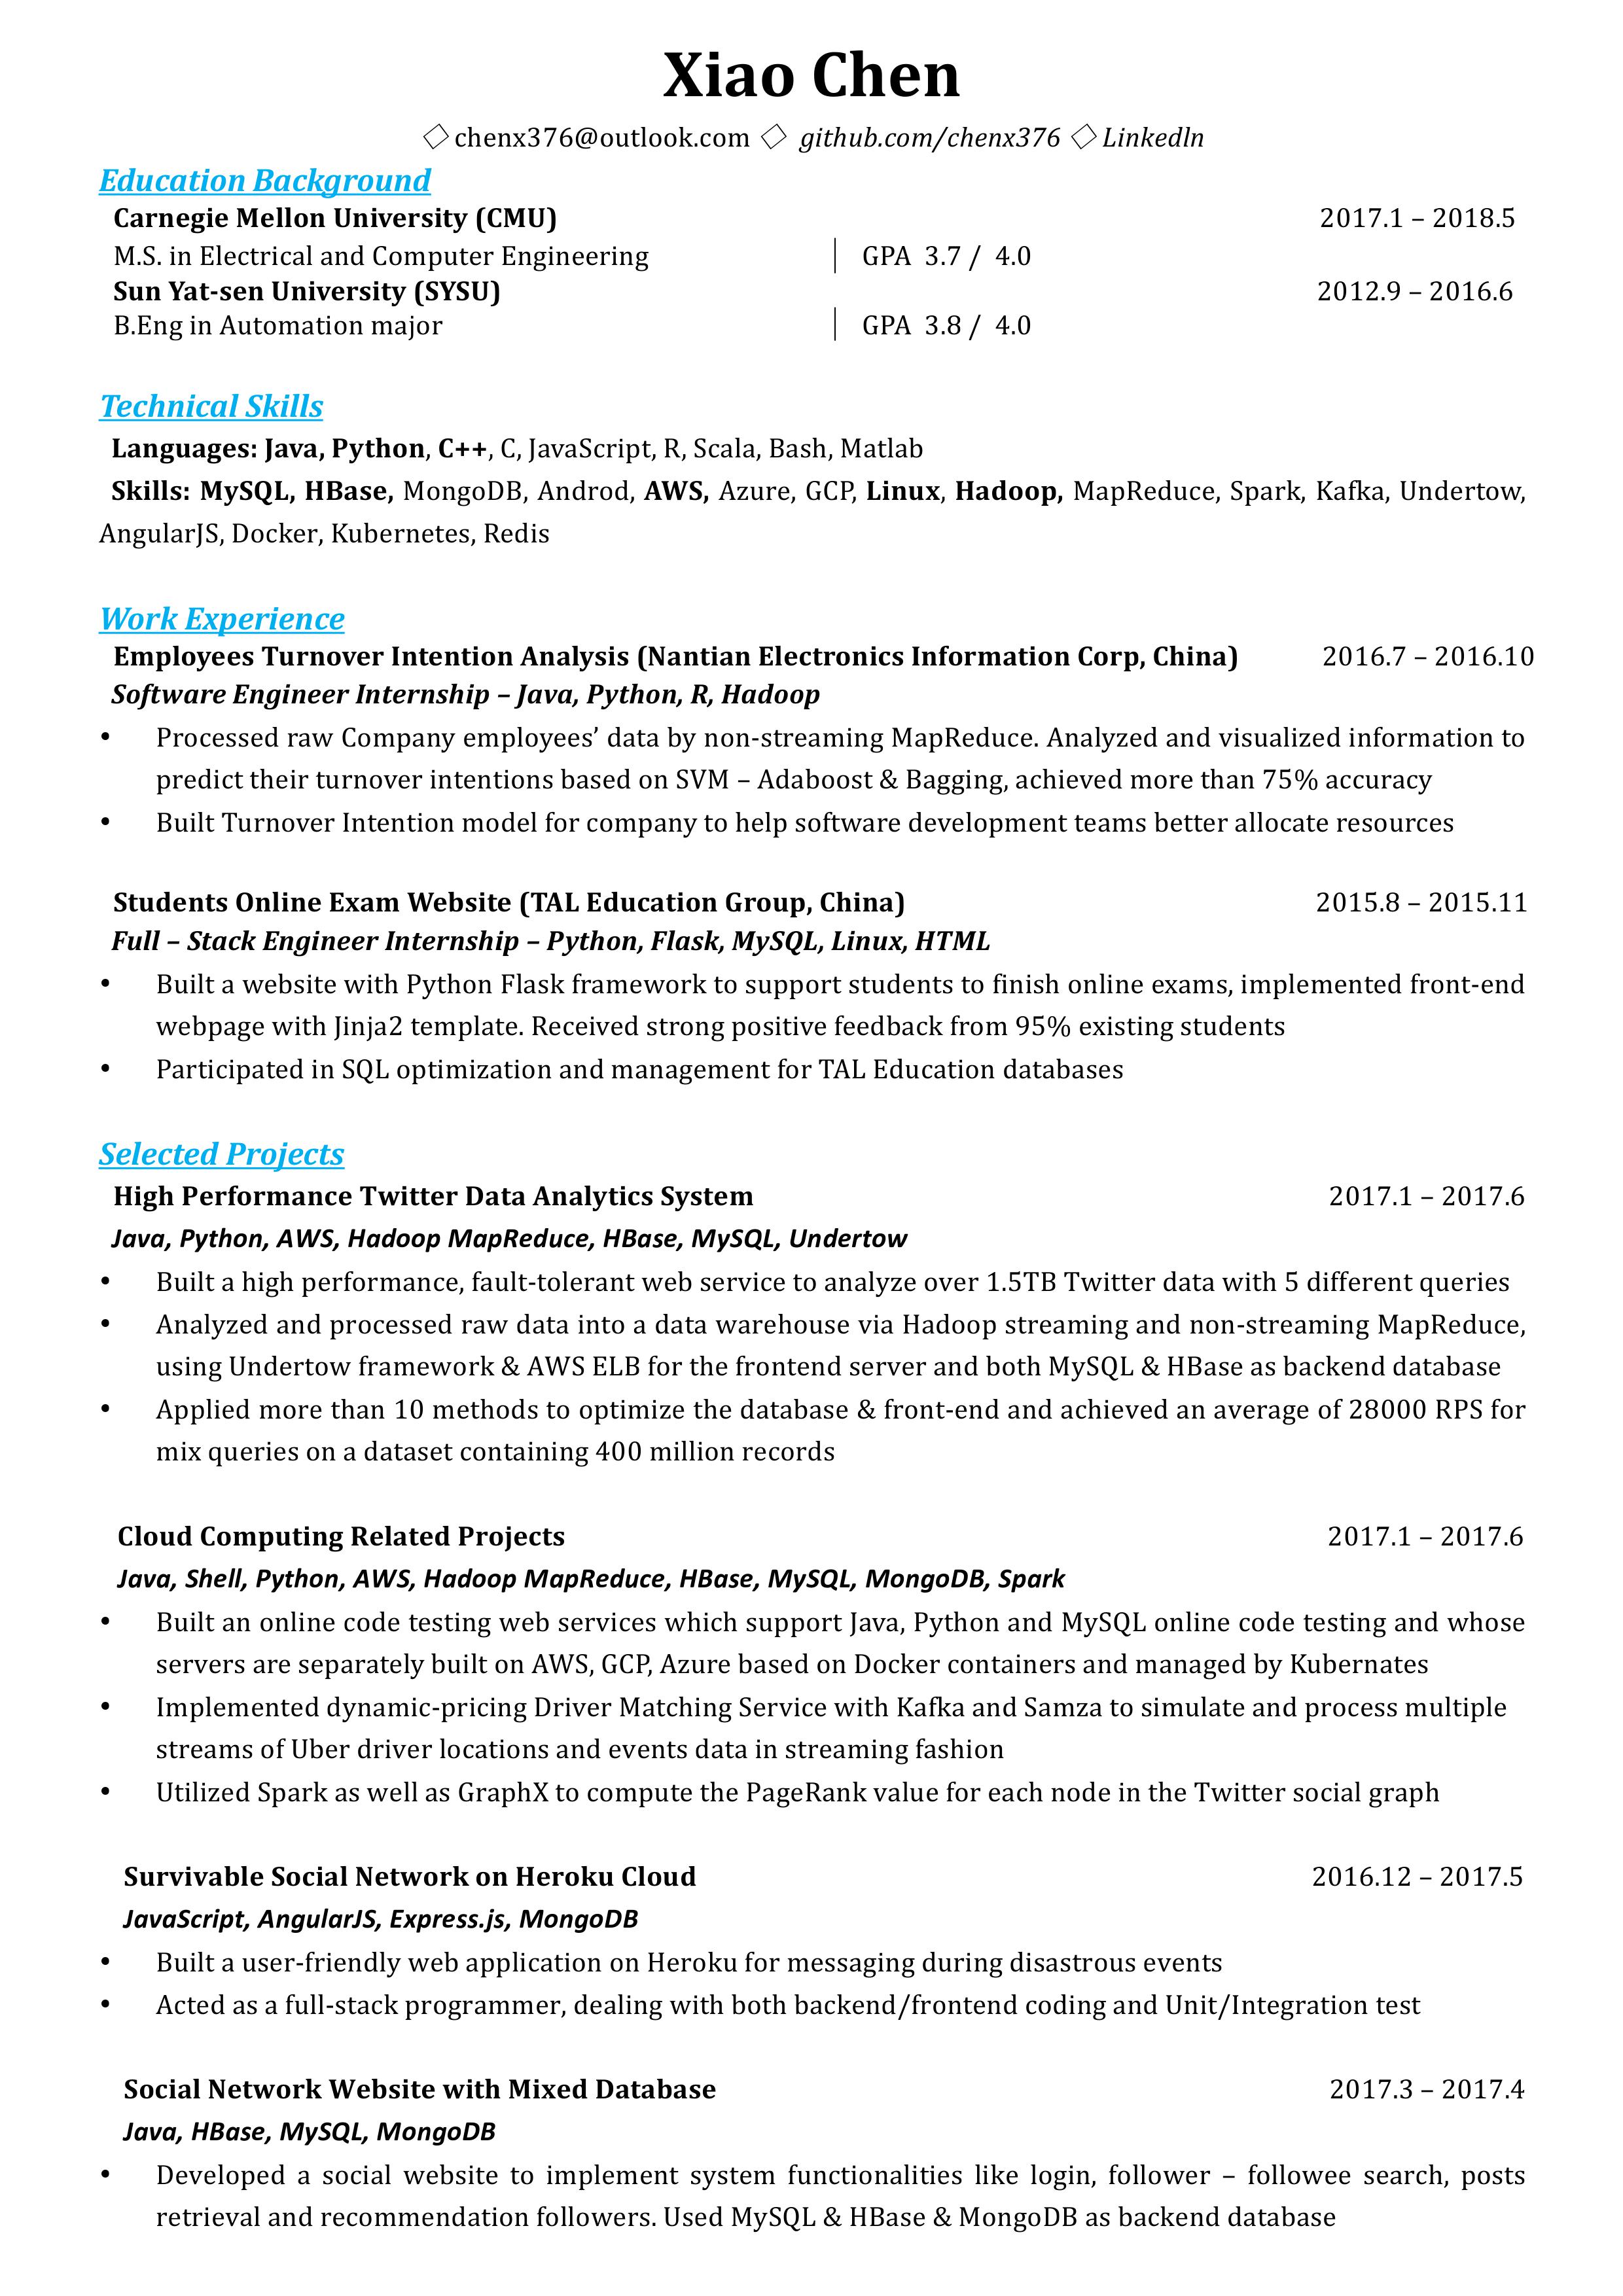 Xiao Chen
◇ chenx376@outlook.com ◇ github.com/chenx376 ◇ Linkedln
Education Background
Carnegie Mellon University (CMU) 2017.1 – 2018.5
M.S. in Electrical and Computer Engineering | GPA 3.7 / 4.0
Sun Yat-sen University (SYSU) 2012.9 – 2016.6
B.Eng in Automation major | GPA 3.8 / 4.0
Technical Skills
Languages: Java, Python, C++, C, JavaScript, R, Scala, Bash, Matlab
Skills: MySQL, HBase, MongoDB, Androd, AWS, Azure, GCP, Linux, Hadoop, MapReduce, Spark, Kafka, Undertow,
AngularJS, Docker, Kubernetes, Redis
Work Experience
Employees Turnover Intention Analysis (Nantian Electronics Information Corp, China) 2016.7 – 2016.10
Software Engineer Internship – Java, Python, R, Hadoop
• Processed raw Company employees’ data by non-streaming MapReduce. Analyzed and visualized information to
predict their turnover intentions based on SVM – Adaboost & Bagging, achieved more than 75% accuracy
• Built Turnover Intention model for company to help software development teams better allocate resources
Students Online Exam Website (TAL Education Group, China) 2015.8 – 2015.11
Full – Stack Engineer Internship – Python, Flask, MySQL, Linux, HTML
• Built a website with Python Flask framework to support students to finish online exams, implemented front-end
webpage with Jinja2 template. Received strong positive feedback from 95% existing students
• Participated in SQL optimization and management for TAL Education databases
Selected Projects
High Performance Twitter Data Analytics System 2017.1 – 2017.6
Java, Python, AWS, Hadoop MapReduce, HBase, MySQL, Undertow
• Built a high performance, fault-tolerant web service to analyze over 1.5TB Twitter data with 5 different queries
• Analyzed and processed raw data into a data warehouse via Hadoop streaming and non-streaming MapReduce,
using Undertow framework & AWS ELB for the frontend server and both MySQL & HBase as backend database
• Applied more than 10 methods to optimize the database & front-end and achieved an average of 28000 RPS for
mix queries on a dataset containing 400 million records
Cloud Computing Related Projects 2017.1 – 2017.6
Java, Shell, Python, AWS, Hadoop MapReduce, HBase, MySQL, MongoDB, Spark
• Built an online code testing web services which support Java, Python and MySQL online code testing and whose
servers are separately built on AWS, GCP, Azure based on Docker containers and managed by Kubernates
• Implemented dynamic-pricing Driver Matching Service with Kafka and Samza to simulate and process multiple
streams of Uber driver locations and events data in streaming fashion
• Utilized Spark as well as GraphX to compute the PageRank value for each node in the Twitter social graph
Survivable Social Network on Heroku Cloud 2016.12 – 2017.5
JavaScript, AngularJS, Express.js, MongoDB
• Built a user-friendly web application on Heroku for messaging during disastrous events
• Acted as a full-stack programmer, dealing with both backend/frontend coding and Unit/Integration test
Social Network Website with Mixed Database 2017.3 – 2017.4
Java, HBase, MySQL, MongoDB
• Developed a social website to implement system functionalities like login, follower – followee search, posts
retrieval and recommendation followers. Used MySQL & HBase & MongoDB as backend database